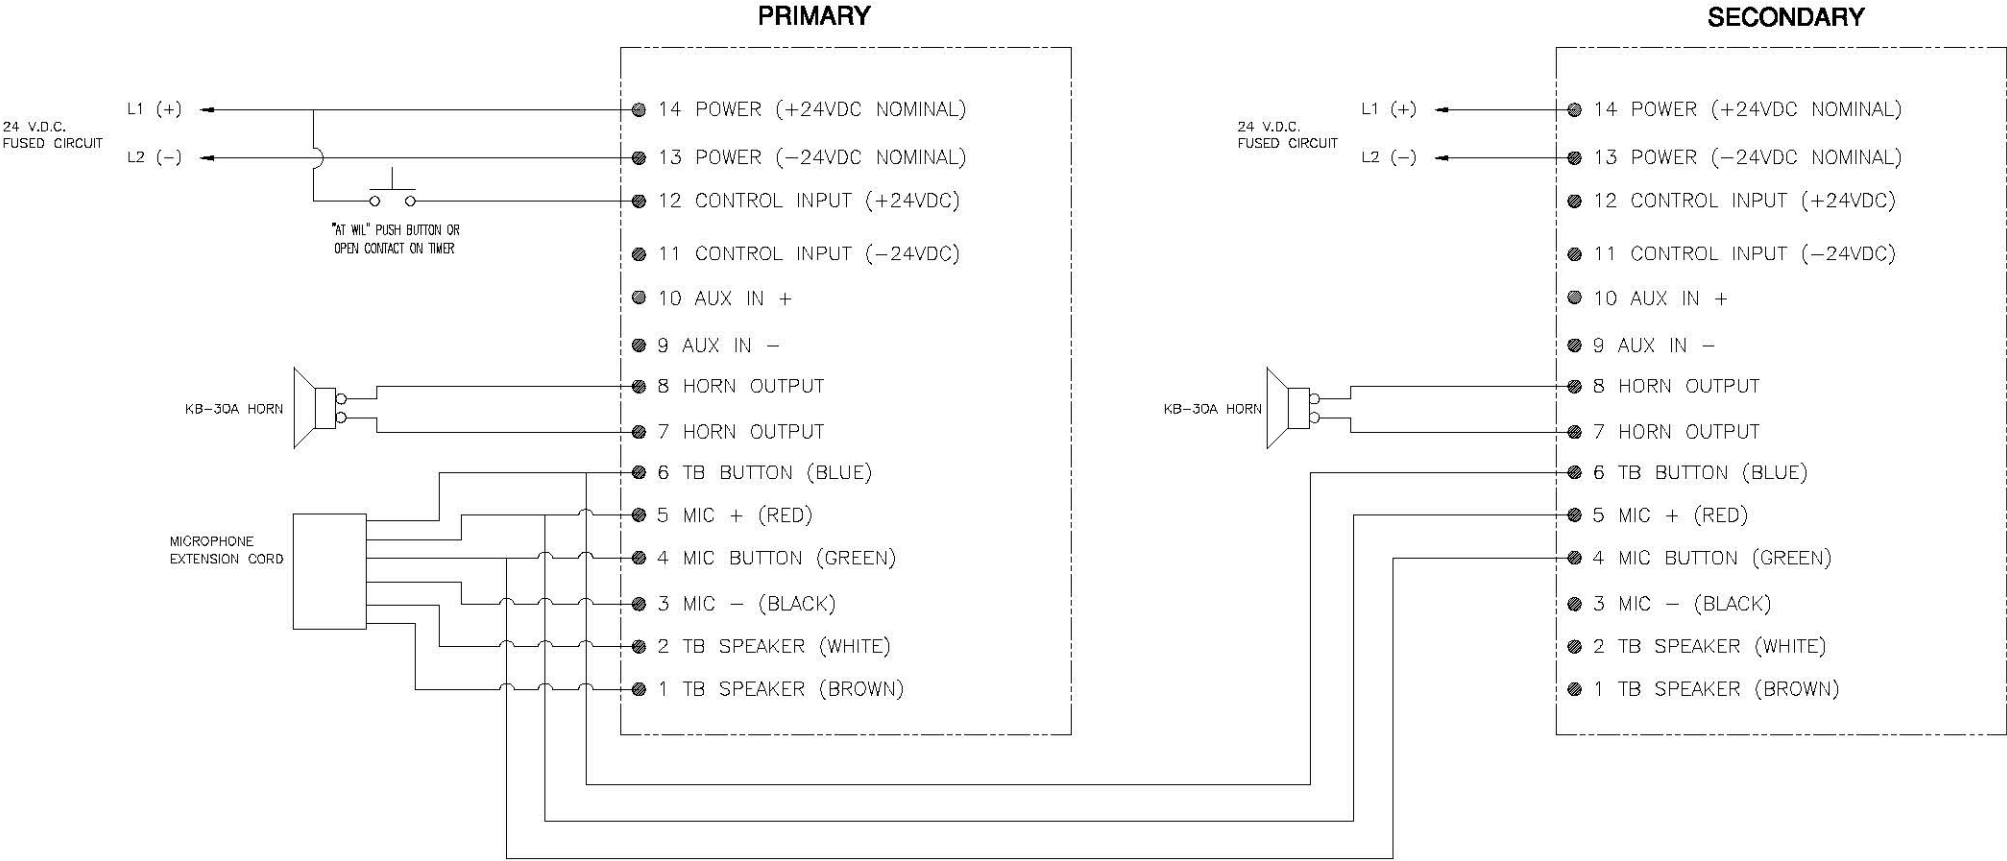 PRIMARY
SECONDARY
L1 (+)
24 V.D.C.
FUSED CIRCUIT
L2 (−)
"AT WIL" PUSH BUTTON OR
OPEN CONTACT ON TIMER
KB−30A HORN
MICROPHONE
EXTENSION CORD
14 POWER (+24VDC NOMINAL)
13 POWER (−24VDC NOMINAL)
12 CONTROL INPUT (+24VDC)
11 CONTROL INPUT (−24VDC)
10 AUX IN +
9 AUX IN −
8 HORN OUTPUT
7 HORN OUTPUT
6 TB BUTTON (BLUE)
5 MIC + (RED)
4 MIC BUTTON (GREEN)
3 MIC − (BLACK)
2 TB SPEAKER (WHITE)
1 TB SPEAKER (BROWN)
L1 (+)
24 V.D.C.
FUSED CIRCUIT
L2 (−)
KB−30A HORN
14 POWER (+24VDC NOMINAL)
13 POWER (−24VDC NOMINAL)
12 CONTROL INPUT (+24VDC)
11 CONTROL INPUT (−24VDC)
10 AUX IN +
9 AUX IN −
8 HORN OUTPUT
7 HORN OUTPUT
6 TB BUTTON (BLUE)
5 MIC + (RED)
4 MIC BUTTON (GREEN)
3 MIC − (BLACK)
2 TB SPEAKER (WHITE)
1 TB SPEAKER (BROWN)